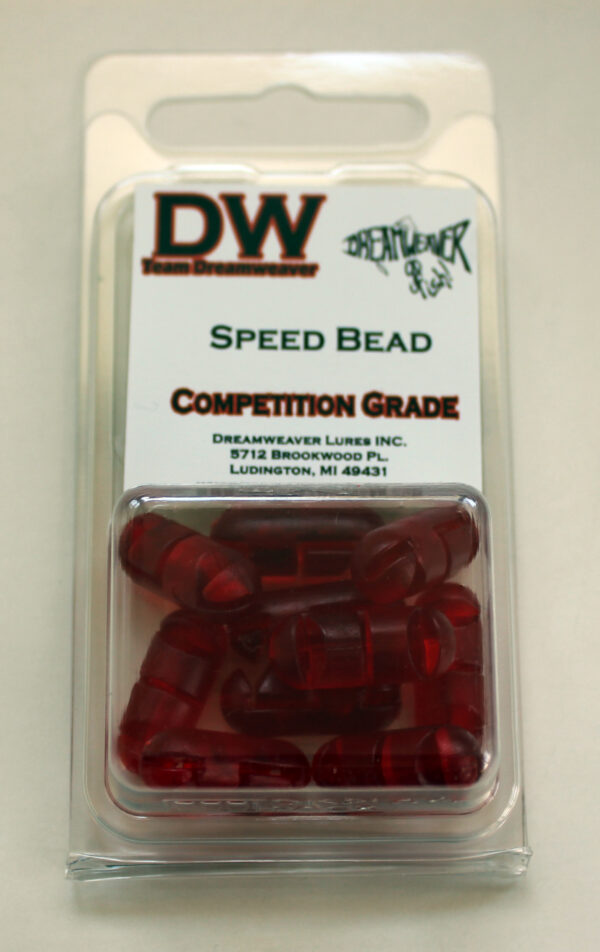 DW
Team Dreamweaver
DREAMWEAVER
SPEED BEAD
COMPETITION GRADE
DREAMWEAVER LURES INC.
5712 BROOKWOOD PL.
LUDINGTON, MI 49431